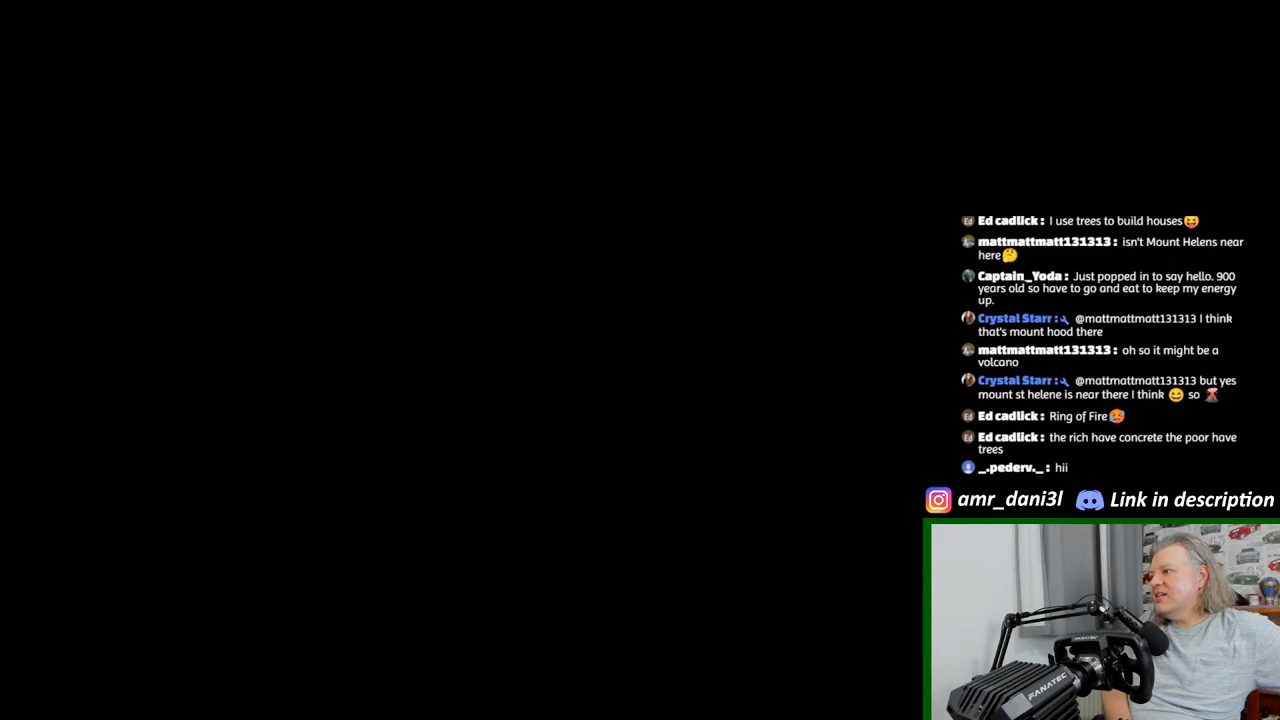 Ed cadlick : I use trees to build houses😝
mattmattmatt131313 : isn't Mount Helens near
here🤔
Captain_Yoda : Just popped in to say hello. 900
years old so have to go and eat to keep my energy
up.
Crystal Starr : @mattmattmatt131313 I think
that's mount hood there
mattmattmatt131313 : oh so it might be a
volcano
Crystal Starr : @mattmattmatt131313 but yes
mount st helene is near there I think 😆 so 🌋
Ed cadlick : Ring of Fire🥵
Ed cadlick : the rich have concrete the poor have
trees
_.pederv._ : hii
amr_dani3l Link in description
FANATEC